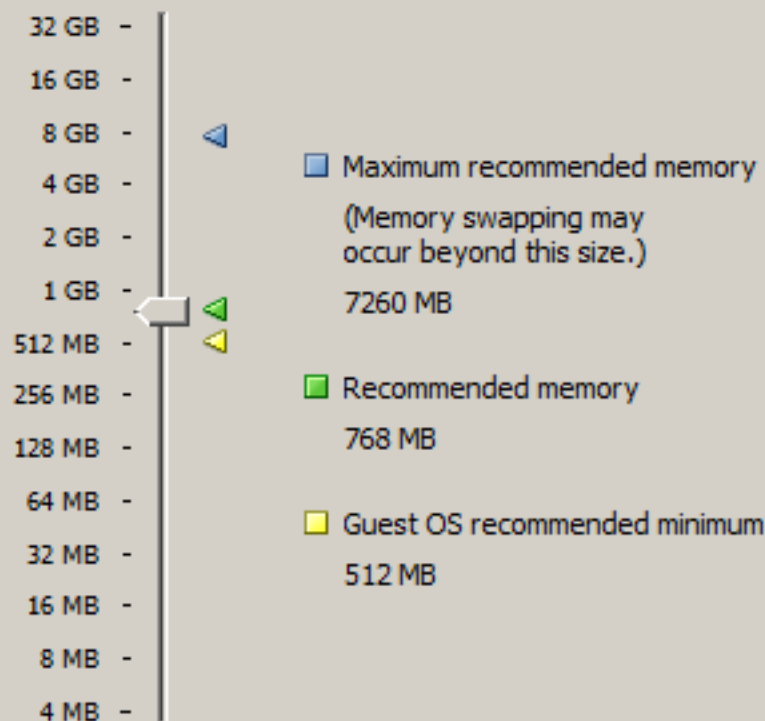 32 GB -
16 GB -
8 GB -
4 GB -
2 GB -
1 GB -
512 MB -
256 MB -
128 MB -
64 MB -
32 MB -
16 MB -
8 MB -
4 MB -
Maximum recommended memory
(Memory swapping may
occur beyond this size.)
7260 MB
Recommended memory
768 MB
Guest OS recommended minimum
512 MB